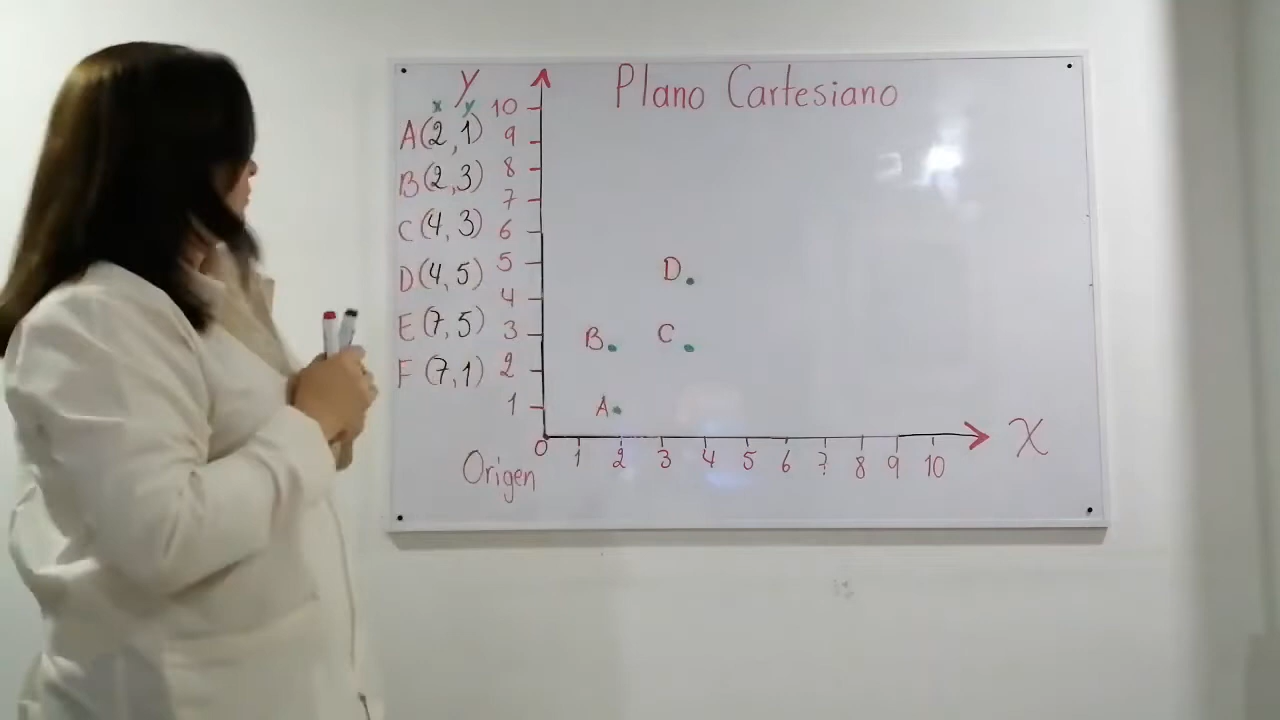 Plano Cartesiano
y
x y
A(2,1)
B(2,3)
C(4,3)
D(4,5)
E(7,5)
F(7,1)
10
9
8
7
6
5
4
3
2
1
D
B C
A
0 1 2 3 4 5 6 7 8 9 10
X
Origen